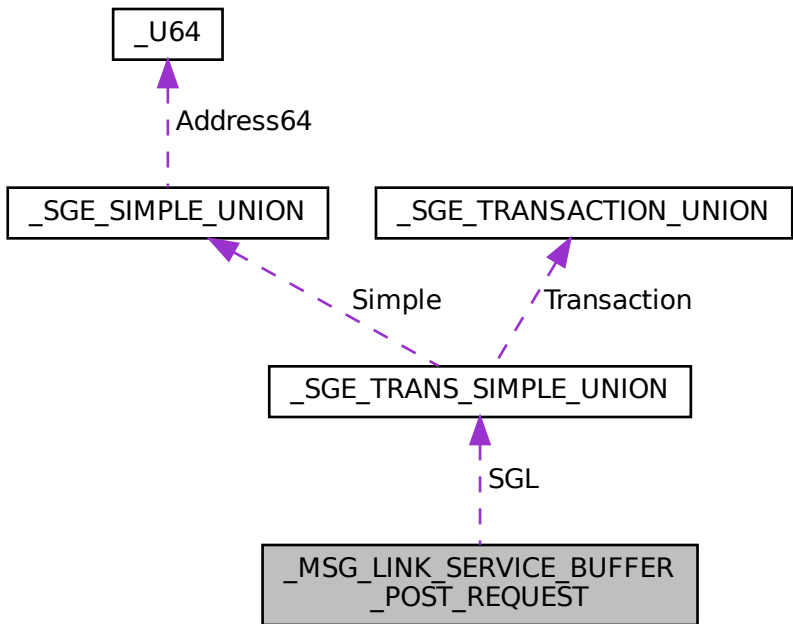 _U64
Address64
_SGE_SIMPLE_UNION
_SGE_TRANSACTION_UNION
Simple
Transaction
_SGE_TRANS_SIMPLE_UNION
SGL
_MSG_LINK_SERVICE_BUFFER
_POST_REQUEST